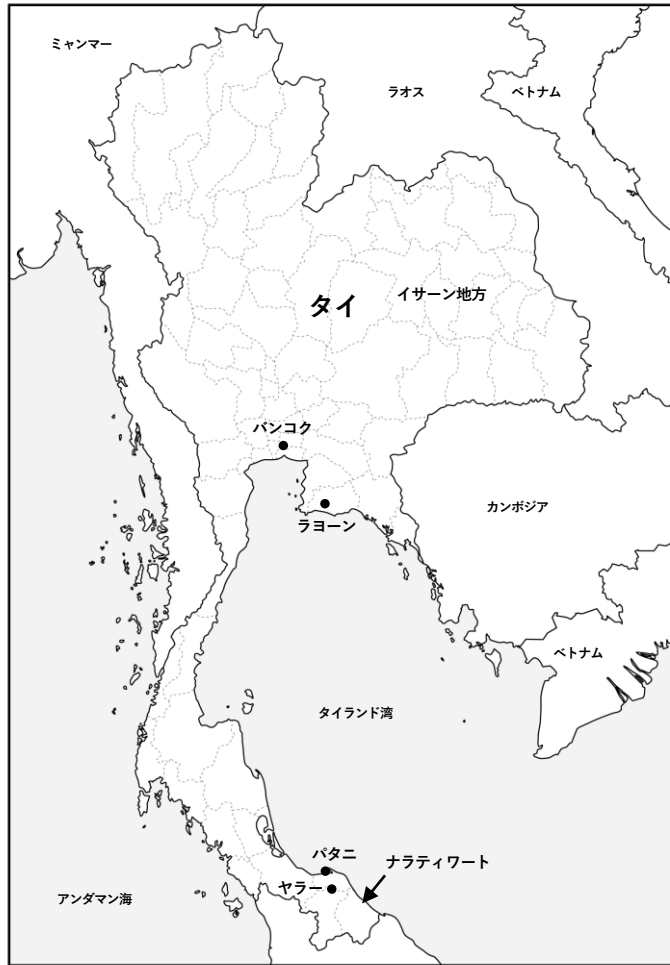 ミャンマー
ラオス
ベトナム
タイ
イサーン地方
バンコク
ラヨーン
カンボジア
ベトナム
タイランド湾
パタニ
ナラティワート
ヤラー
アンダマン海